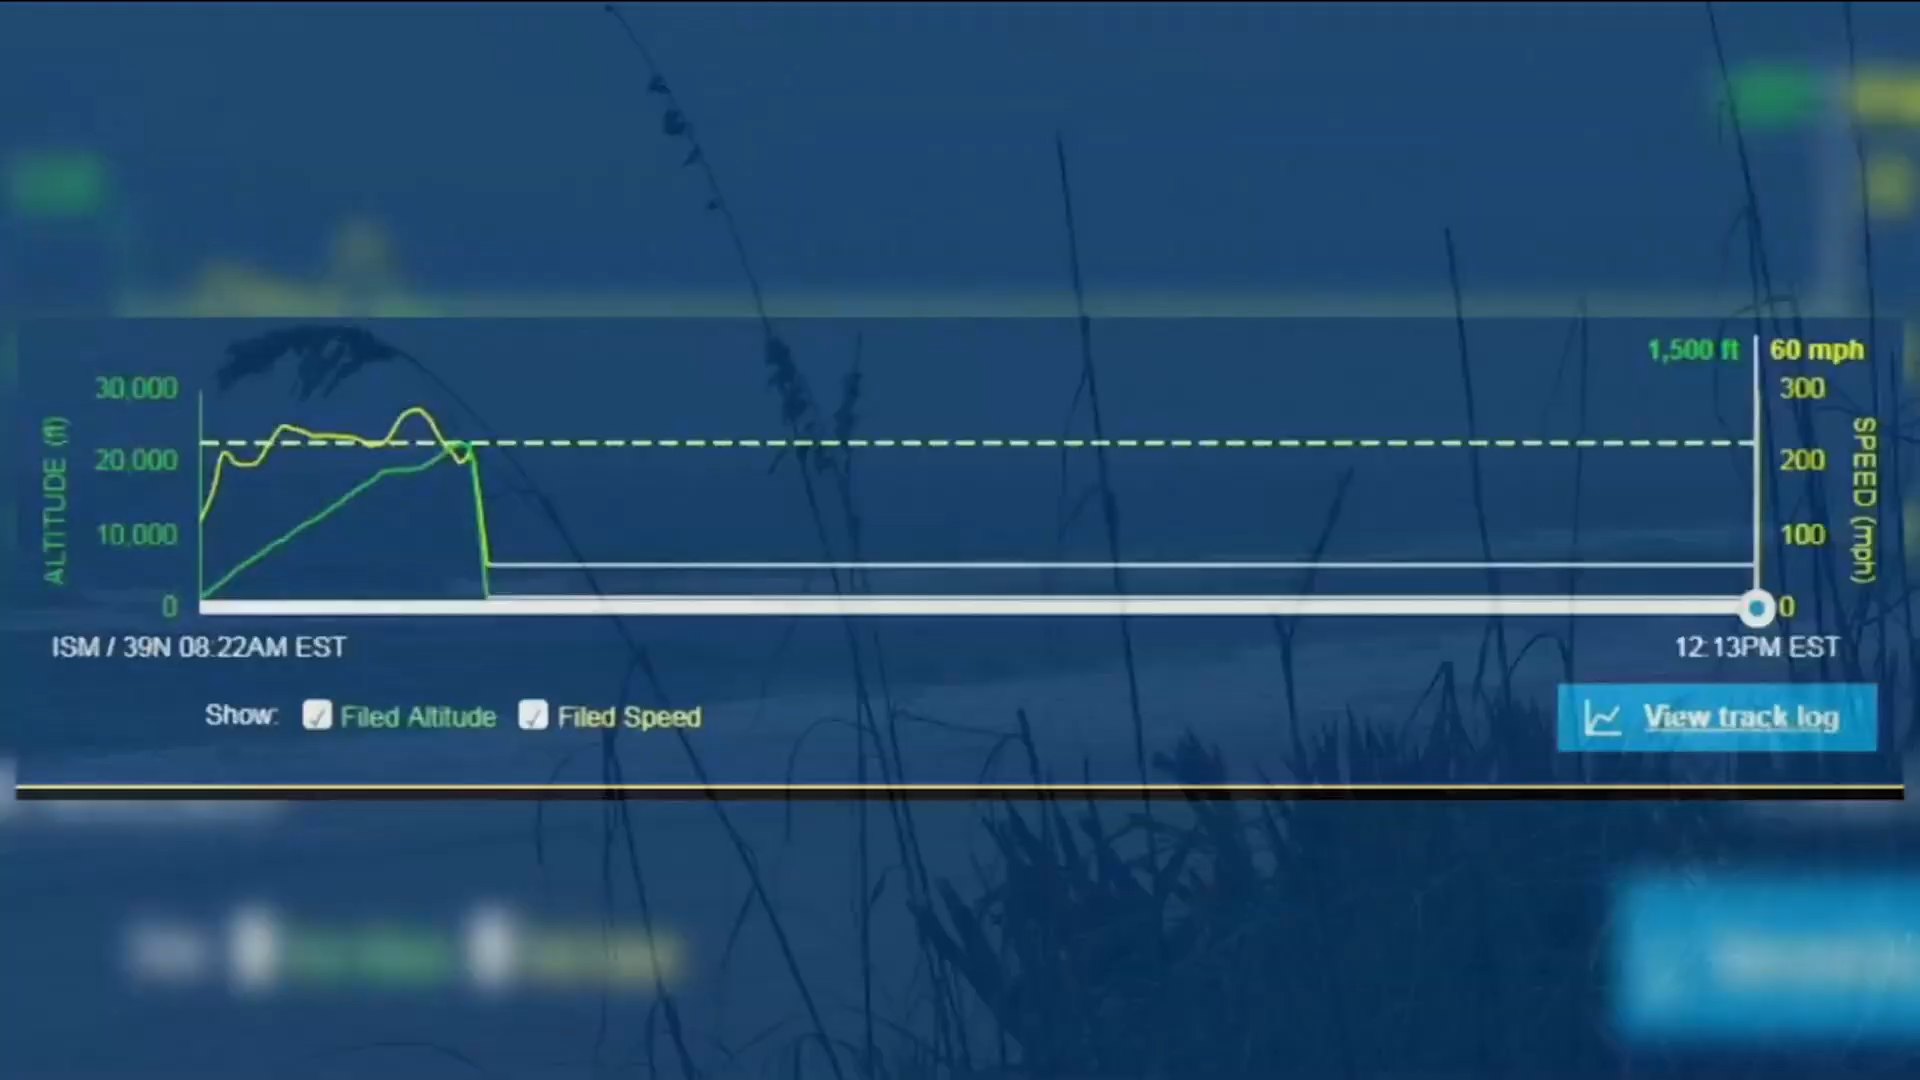 1,500 ft 60 mph
ALTITUDE (ft)
30,000
20,000
10,000
0
300
200
100
0
SPEED (mph)
ISM / 39N 08:22AM EST
12:13PM EST
Show: Filed Altitude Filed Speed
View track log